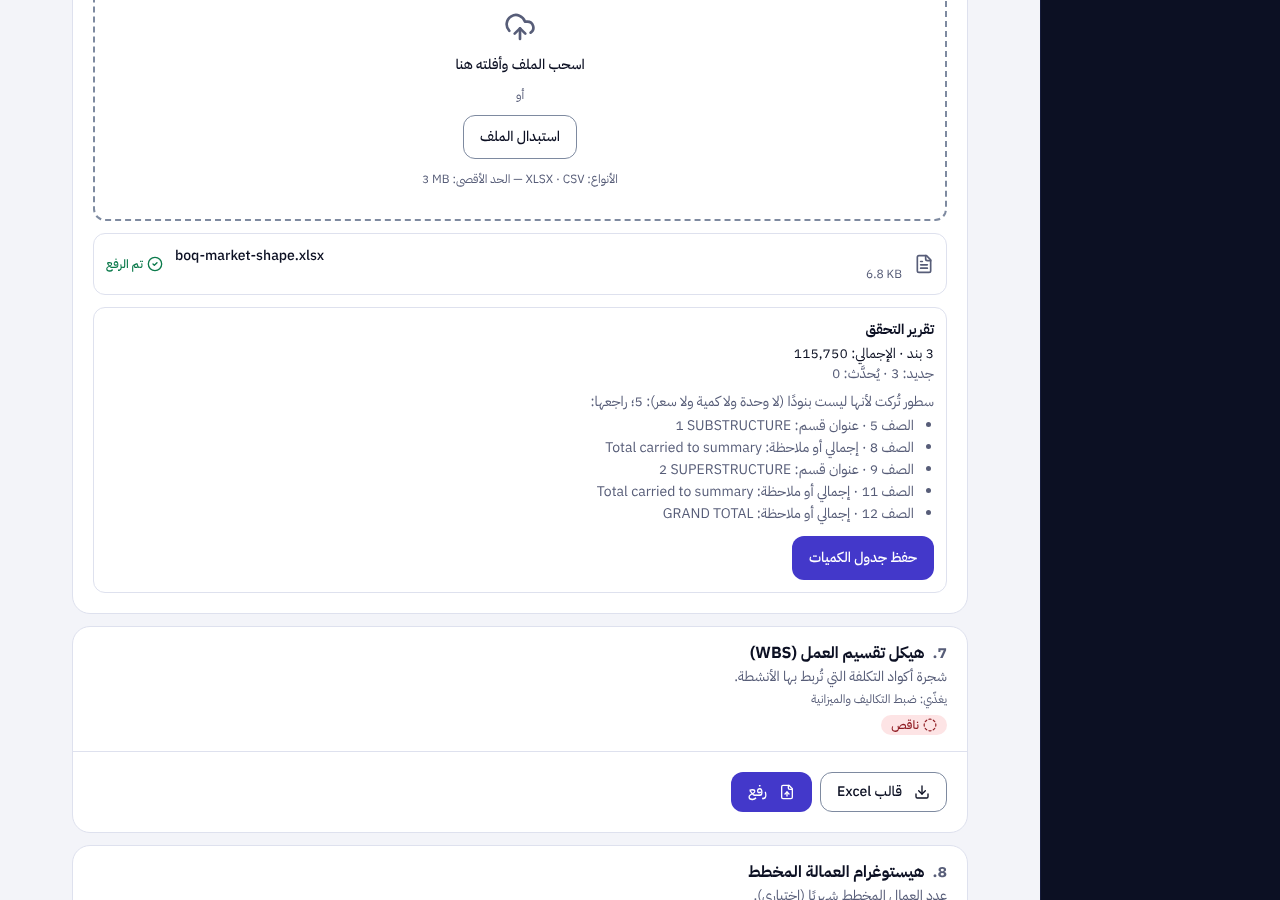 اسحب الملف وأفلته هنا
أو
استبدال الملف
الأنواع: XLSX · CSV — الحد الأقصى: 3 MB
boq-market-shape.xlsx
6.8 KB
تم الرفع
تقرير التحقق
3 بند · الإجمالي: 115,750
جديد: 3 · يُحدَّث: 0
سطور تُركت لأنها ليست بنودًا (لا وحدة ولا كمية ولا سعر): 5؛ راجعها:
الصف 5 · عنوان قسم: 1 SUBSTRUCTURE
الصف 8 · إجمالي أو ملاحظة: Total carried to summary
الصف 9 · عنوان قسم: 2 SUPERSTRUCTURE
الصف 11 · إجمالي أو ملاحظة: Total carried to summary
الصف 12 · إجمالي أو ملاحظة: GRAND TOTAL
حفظ جدول الكميات
7. هيكل تقسيم العمل (WBS)
شجرة أكواد التكلفة التي تُربط بها الأنشطة.
يغذّي: ضبط التكاليف والميزانية
ناقص
قالب Excel
رفع
8. هيستوغرام العمالة المخطط
عدد العمال المخطط شهريًا (اختياري).